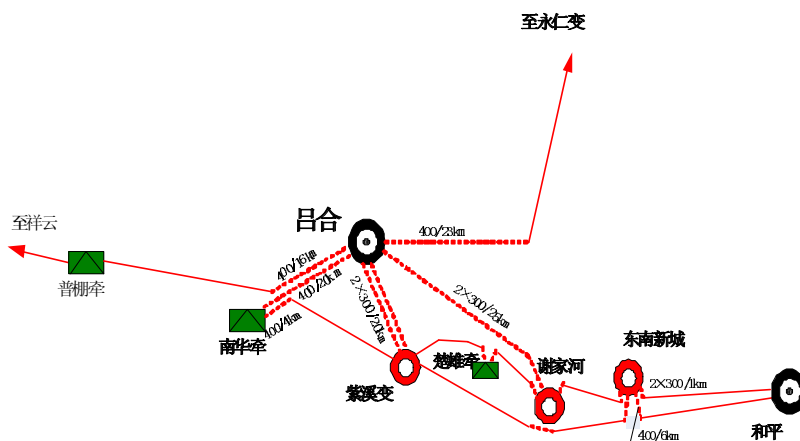 至永仁变
至祥云
吕合
400/23km
400/16km
400/20km
普棚牵
400/4km
南华牵
2×300/20km
2×300/26km
紫溪变
楚雄牵
谢家河
东南新城
2×300/1km
400/6km
和平